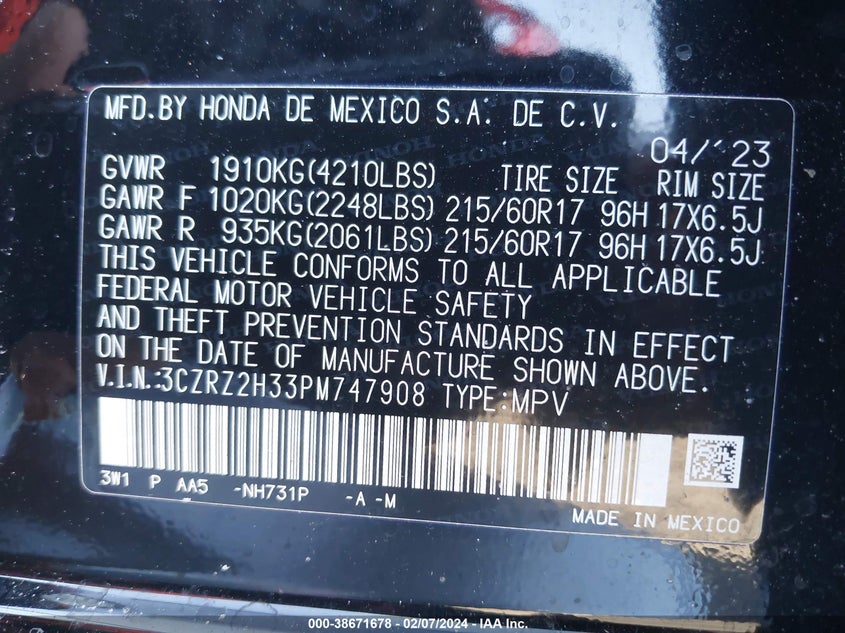 MFD.BY HONDA DE MEXICO S.A. DE C.V.
04/'23
GVWR 1910KG(4210LBS) TIRE SIZE RIM SIZE
GAWR F 1020KG(2248LBS) 215/60R17 96H 17X6.5J
GAWR R 935KG(2061LBS) 215/60R17 96H 17X6.5J
THIS VEHICLE CONFORMS TO ALL APPLICABLE
FEDERAL MOTOR VEHICLE SAFETY
AND THEFT PREVENTION STANDARDS IN EFFECT
ON THE DATE OF MANUFACTURE SHOWN ABOVE.
V.I.N.:3CZRZ2H33PM747908 TYPE:MPV
3W1 P AA5 -NH731P -A -M
MADE IN MEXICO
000-38671678 - 02/07/2024 - IAA Inc.